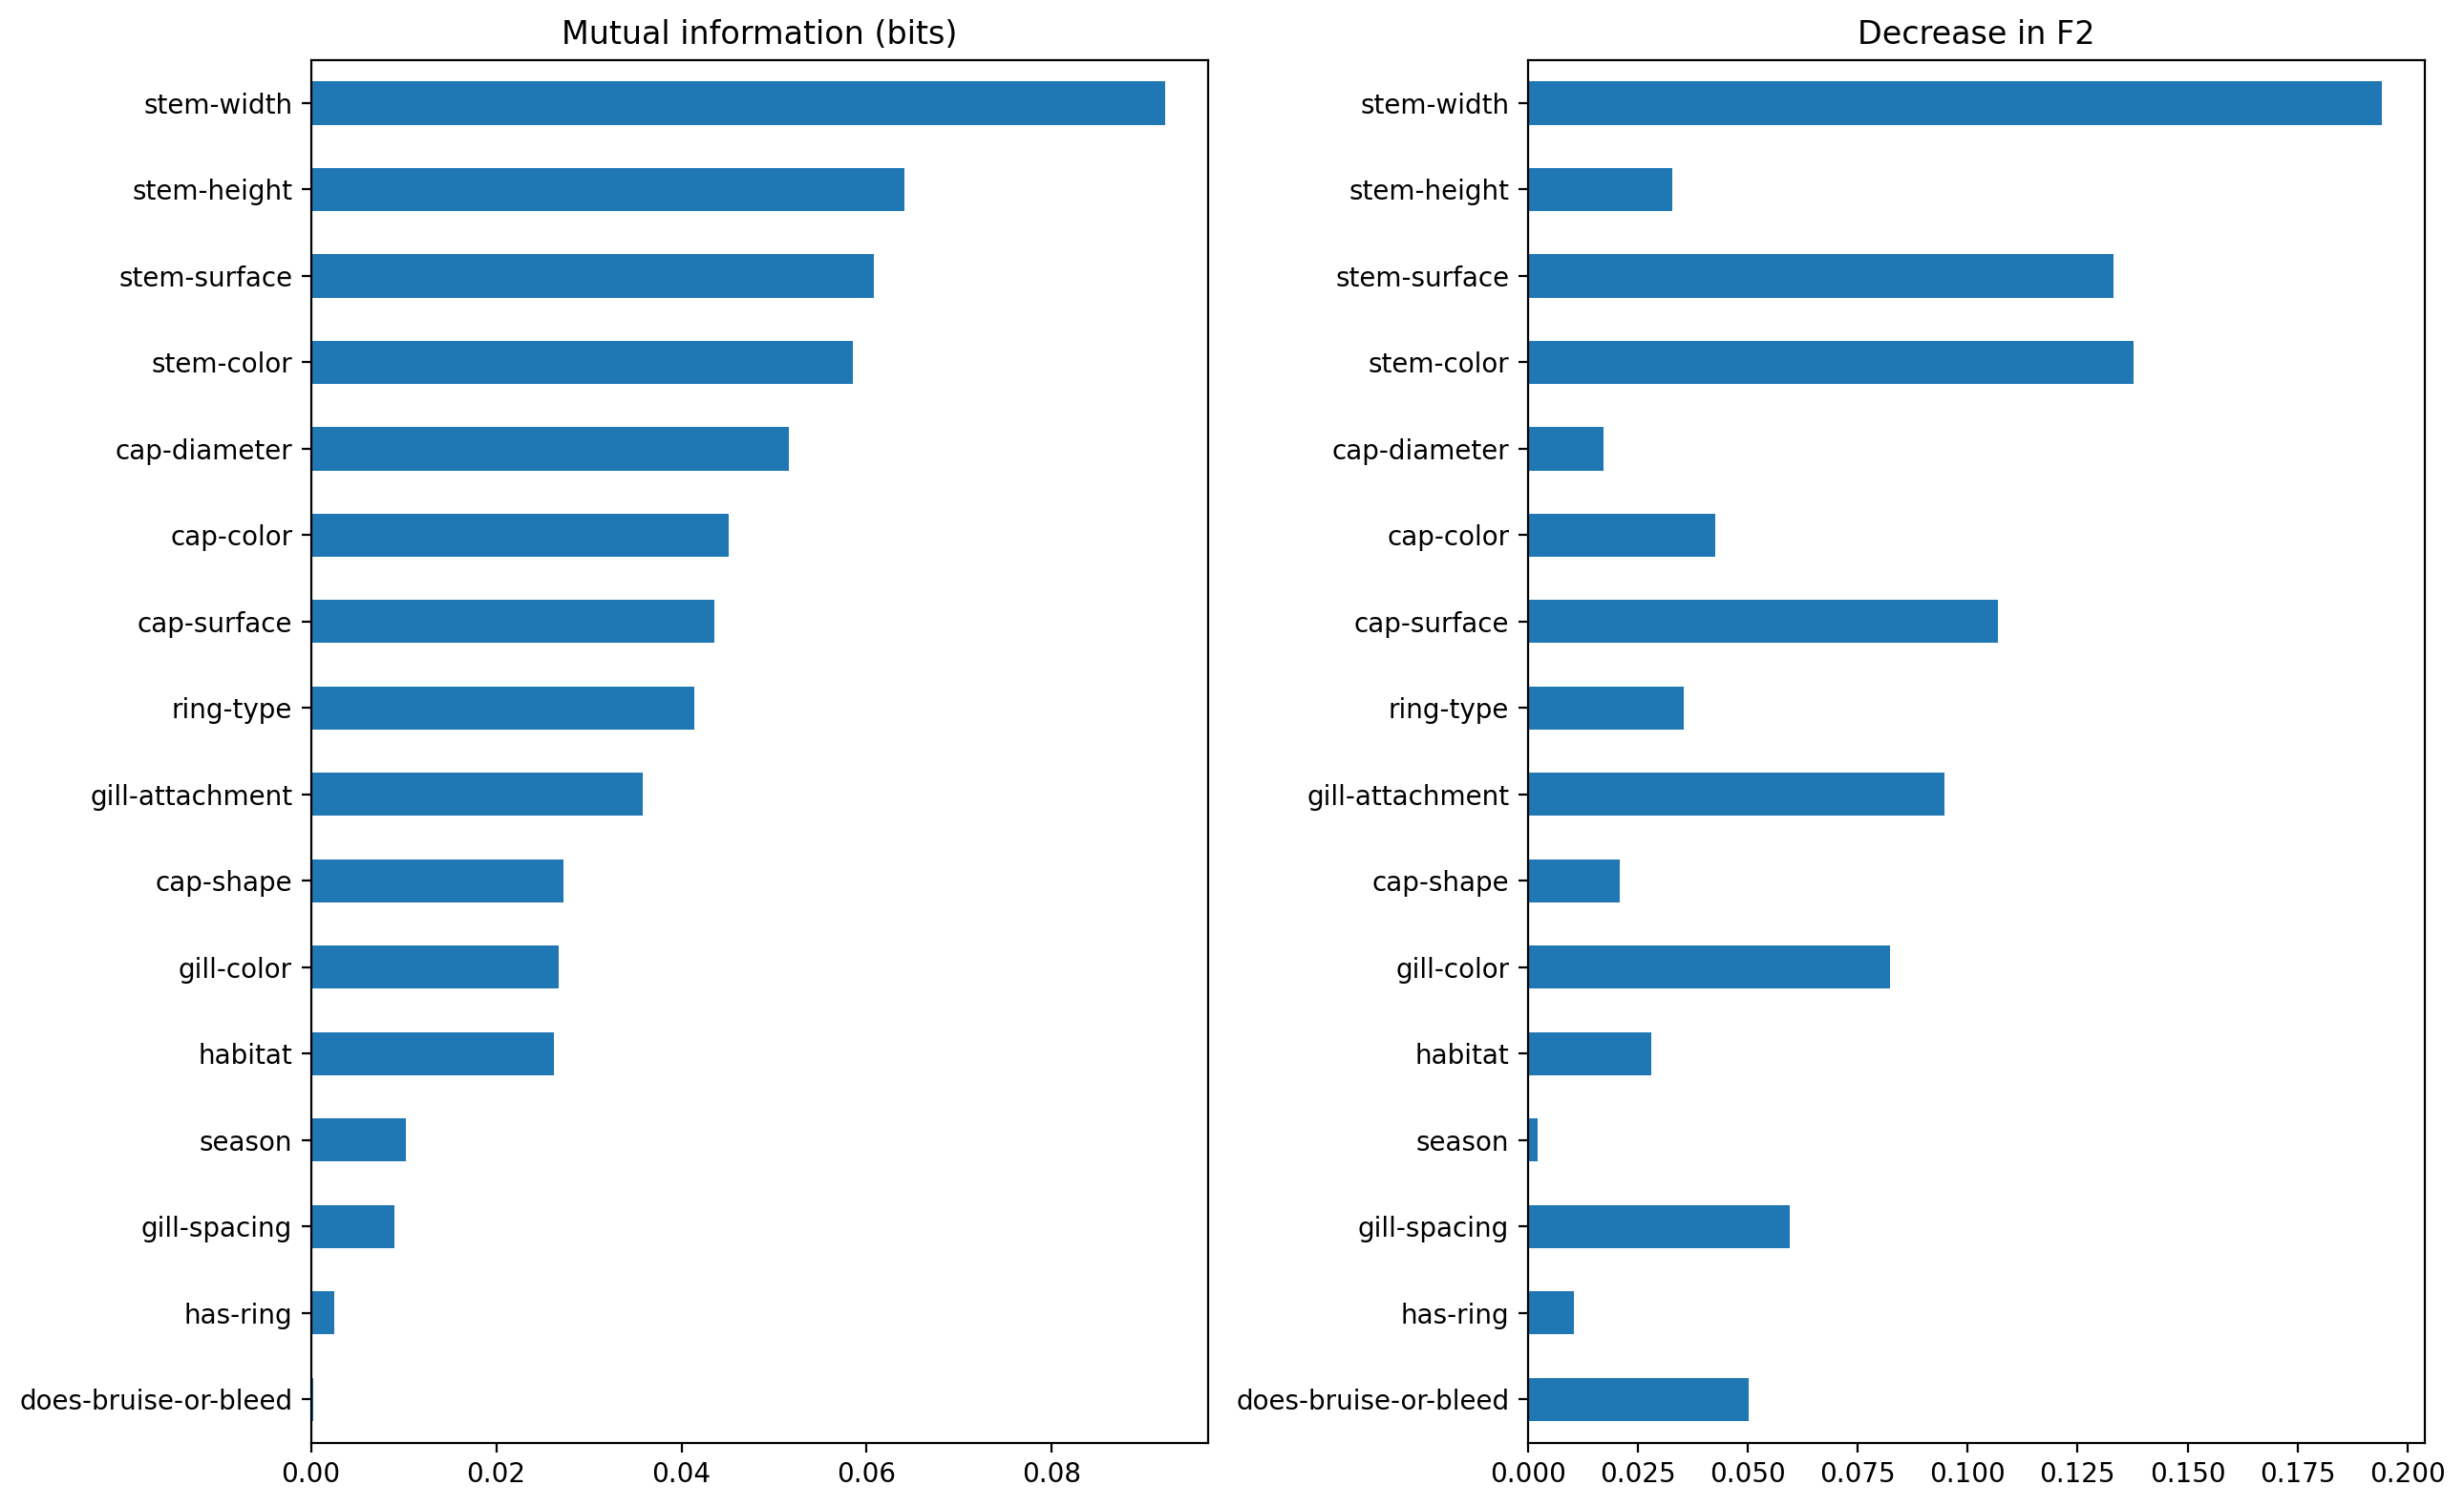 Mutual information (bits)
stem-width
stem-height
stem-surface
stem-color
cap-diameter
cap-color
cap-surface
ring-type
gill-attachment
cap-shape
gill-color
habitat
season
gill-spacing
has-ring
does-bruise-or-bleed
0.00 0.02 0.04 0.06 0.08
Decrease in F2
stem-width
stem-height
stem-surface
stem-color
cap-diameter
cap-color
cap-surface
ring-type
gill-attachment
cap-shape
gill-color
habitat
season
gill-spacing
has-ring
does-bruise-or-bleed
0.000 0.025 0.050 0.075 0.100 0.125 0.150 0.175 0.200